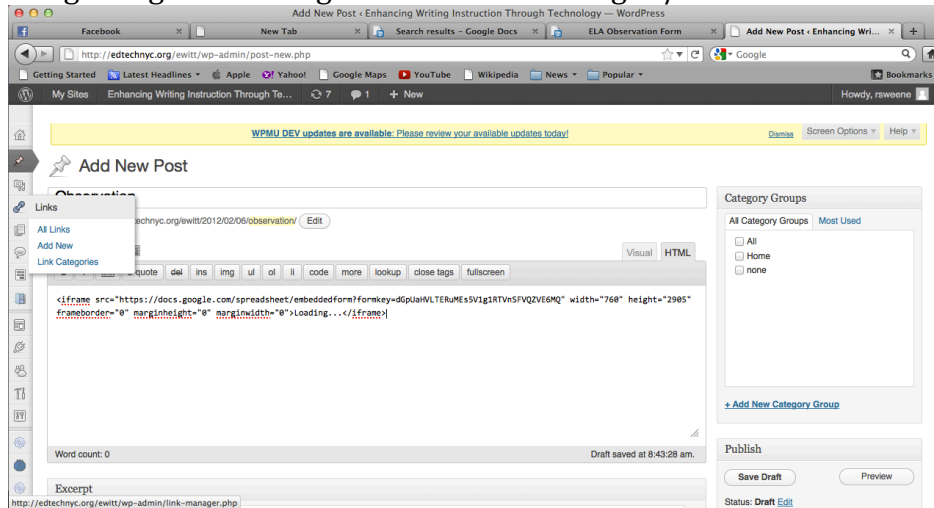 Add New Post ‹ Enhancing Writing Instruction Through Technology — WordPress
Facebook
New Tab
Search results – Google Docs
ELA Observation Form
Add New Post ‹ Enhancing Wri...
http://edtechnyc.org/ewitt/wp-admin/post-new.php
Google
Getting Started Latest Headlines Apple Yahoo! Google Maps YouTube Wikipedia News Popular Bookmarks
My Sites Enhancing Writing Instruction Through Te... 7 1 + New Howdy, rsweene
WPMU DEV updates are available: Please review your available updates today!
Dismiss
Screen Options Help
Add New Post
Observation
Links
All Links
Add New
Link Categories
echnyc.org/ewitt/2012/02/06/observation/ Edit
Visual HTML
quote del ins img ul ol li code more lookup close tags fullscreen
<iframe src="https://docs.google.com/spreadsheet/embeddedform?formkey=dGpUaHVLTERuMEs5V1g1RTVnSFVQZVE6MQ" width="760" height="2905"
frameborder="0" marginheight="0" marginwidth="0">Loading...</iframe>
Word count: 0 Draft saved at 8:43:28 am.
Excerpt
Category Groups
All Category Groups Most Used
All
Home
none
+ Add New Category Group
Publish
Save Draft Preview
Status: Draft Edit
http://edtechnyc.org/ewitt/wp-admin/link-manager.php